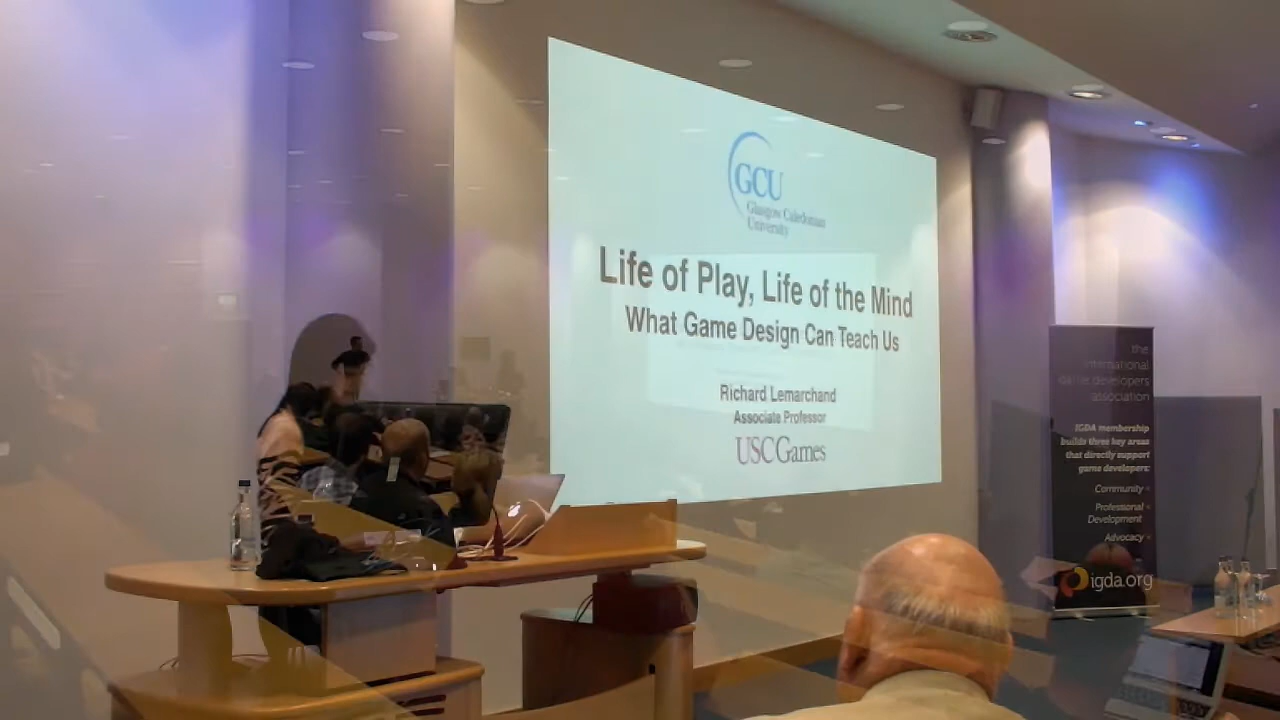 GCU
Glasgow Caledonian
University
Life of Play, Life of the Mind
What Game Design Can Teach Us
Richard Lemarchand
Associate Professor
USC Games
the
international
game developers
association
IGDA membership
builds three key areas
that directly support
game developers:
Community
Professional
Development
Advocacy
igda.org